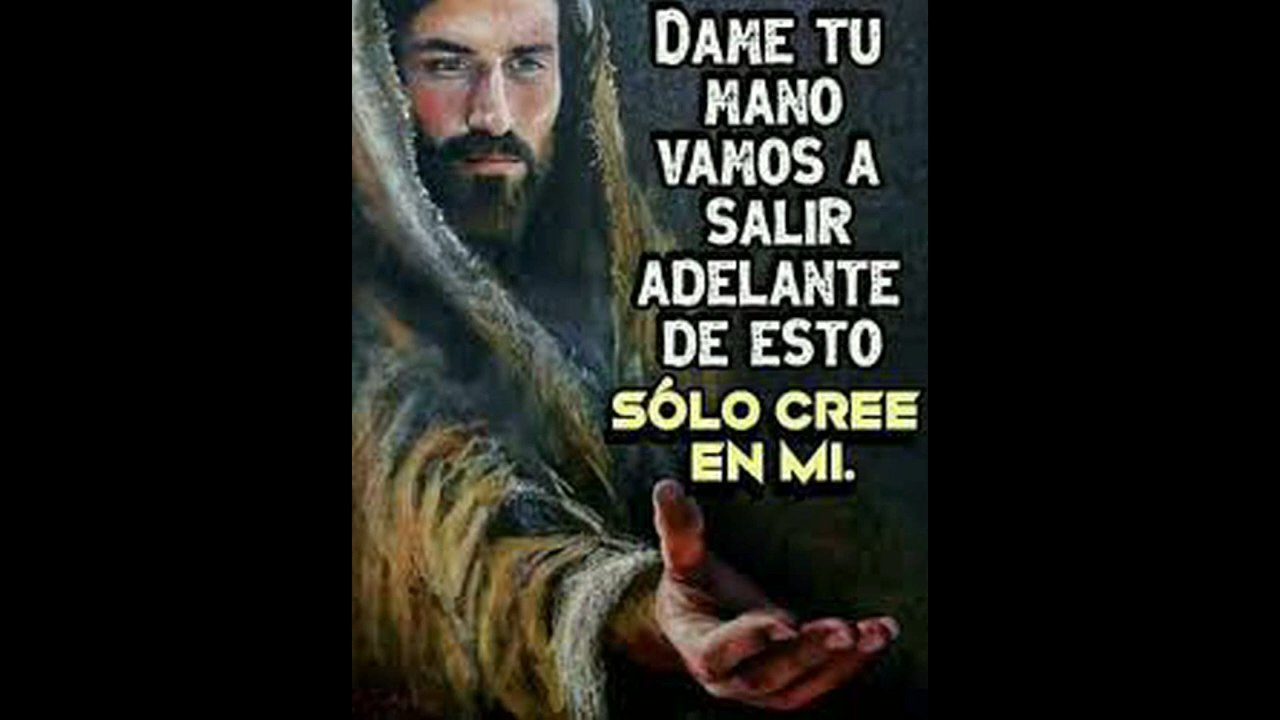 DAME TU
MANO
VAMOS A
SALIR
ADELANTE
DE ESTO
SÓLO CREE
EN MI.